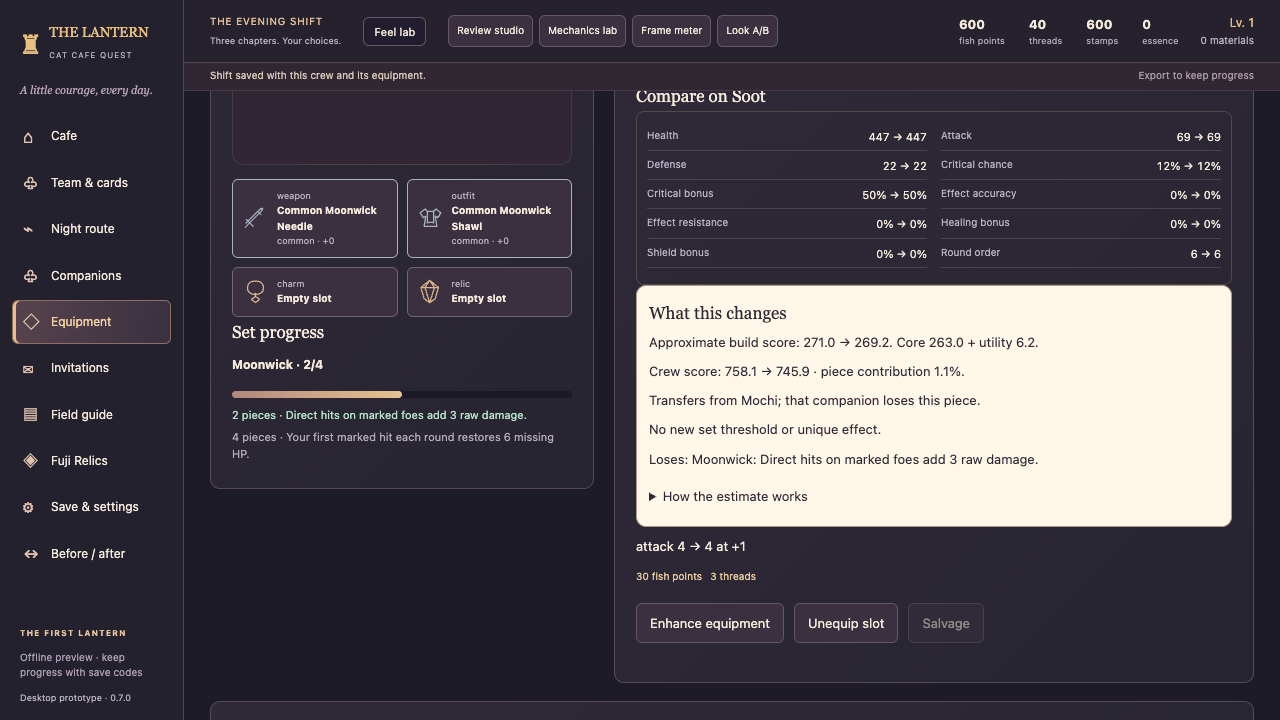 THE LANTERN
CAT CAFE QUEST
A little courage, every day.
Cafe
Team & cards
Night route
Companions
Equipment
Invitations
Field guide
Fuji Relics
Save & settings
Before / after
THE FIRST LANTERN
Offline preview · keep
progress with save codes
Desktop prototype · 0.7.0
THE EVENING SHIFT
Three chapters. Your choices.
Feel lab
Review studio
Mechanics lab
Frame meter
Look A/B
600
fish points
40
threads
600
stamps
0
essence
Lv. 1
0 materials
Shift saved with this crew and its equipment.
Export to keep progress
weapon
Common Moonwick
Needle
common · +0
outfit
Common Moonwick
Shawl
common · +0
charm
Empty slot
relic
Empty slot
Set progress
Moonwick · 2/4
2 pieces · Direct hits on marked foes add 3 raw damage.
4 pieces · Your first marked hit each round restores 6 missing
HP.
Compare on Soot
Health 447 → 447
Attack 69 → 69
Defense 22 → 22
Critical chance 12% → 12%
Critical bonus 50% → 50%
Effect accuracy 0% → 0%
Effect resistance 0% → 0%
Healing bonus 0% → 0%
Shield bonus 0% → 0%
Round order 6 → 6
What this changes
Approximate build score: 271.0 → 269.2. Core 263.0 + utility 6.2.
Crew score: 758.1 → 745.9 · piece contribution 1.1%.
Transfers from Mochi; that companion loses this piece.
No new set threshold or unique effect.
Loses: Moonwick: Direct hits on marked foes add 3 raw damage.
How the estimate works
attack 4 → 4 at +1
30 fish points 3 threads
Enhance equipment
Unequip slot
Salvage